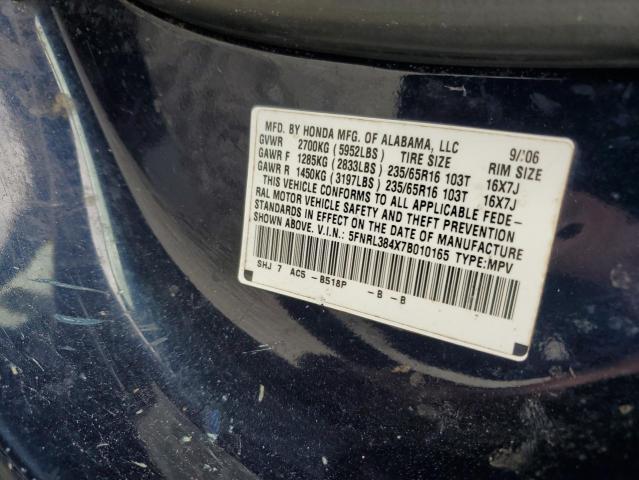 MFD. BY HONDA MFG. OF ALABAMA, LLC 9/'06
GVWR 2700KG (5952LBS) TIRE SIZE RIM SIZE
GAWR F 1285KG (2833LBS) 235/65R16 103T 16X7J
GAWR R 1450KG (3197LBS) 235/65R16 103T 16X7J
THIS VEHICLE CONFORMS TO ALL APPLICABLE FEDE-
RAL MOTOR VEHICLE SAFETY AND THEFT PREVENTION
STANDARDS IN EFFECT ON THE DATE OF MANUFACTURE
SHOWN ABOVE. V.I.N.: 5FNRL384X7B010165 TYPE:MPV
SHJ 7 AC5 -B518P -B -B